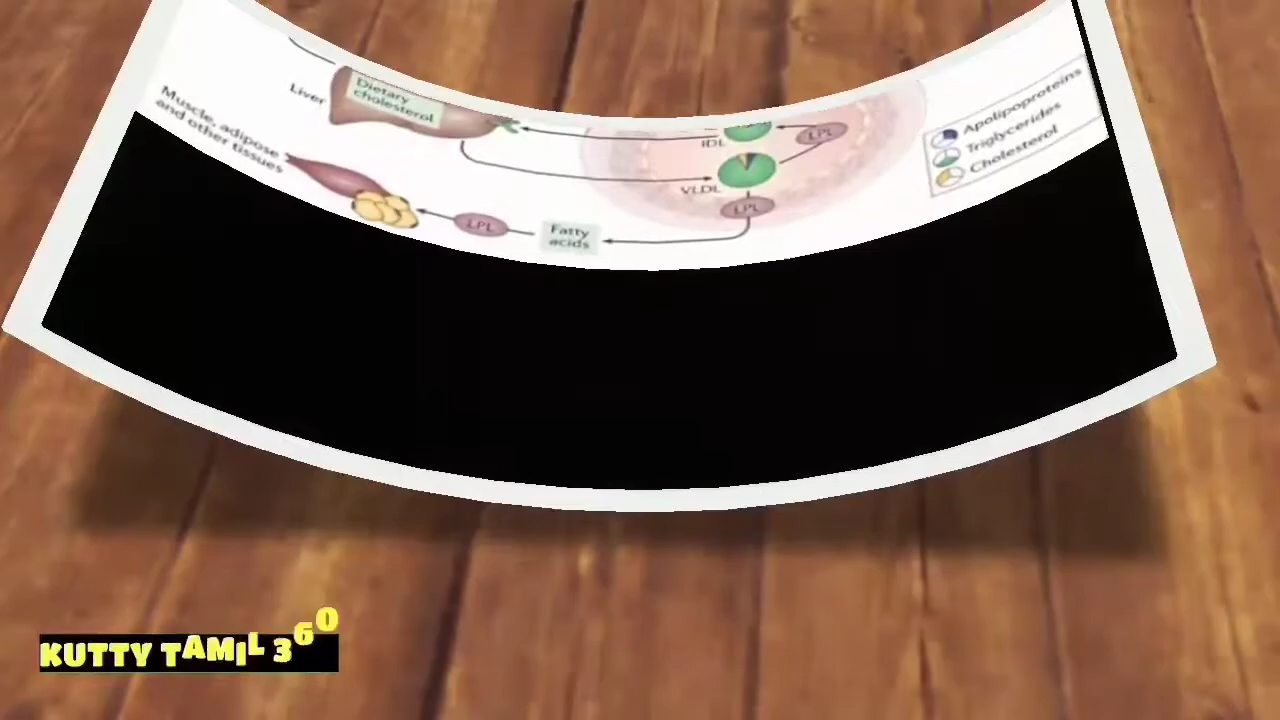 Dietary
cholesterol
Liver
Muscle, adipose
and other tissues
IDL
LPL
VLDL
LPL
LPL
Fatty
acids
Apolipoproteins
Triglycerides
Cholesterol
KUTTY TAMIL 360